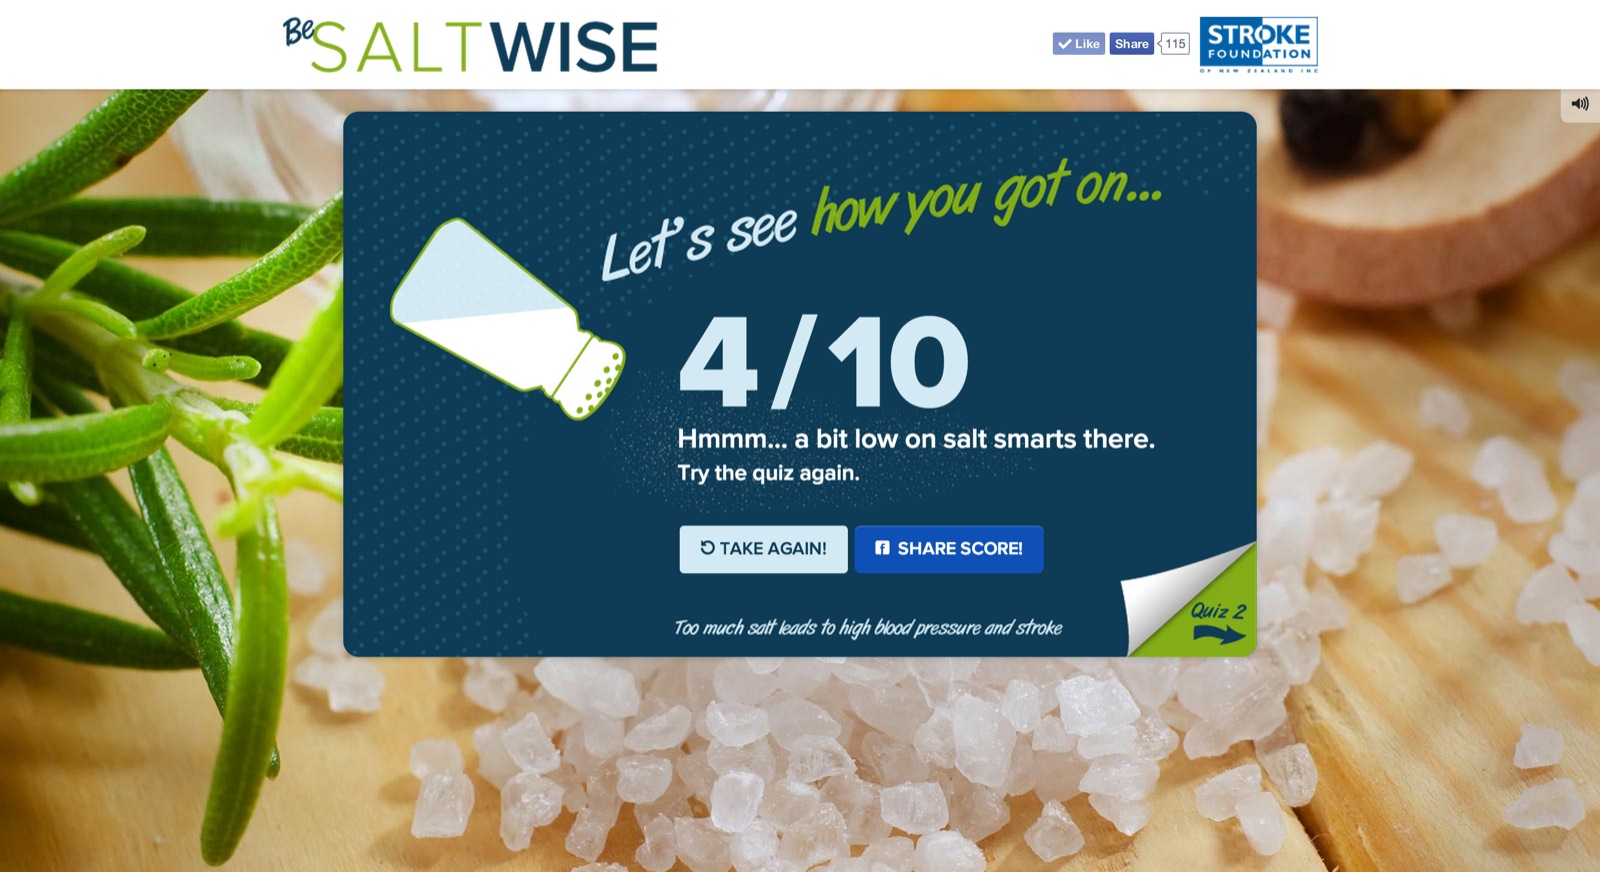 Be SALTWISE
Like Share 115
STROKE
FOUNDATION
OF NEW ZEALAND INC
Let's see how you got on...
4/10
Hmmm... a bit low on salt smarts there.
Try the quiz again.
TAKE AGAIN! SHARE SCORE!
Quiz 2
Too much salt leads to high blood pressure and stroke